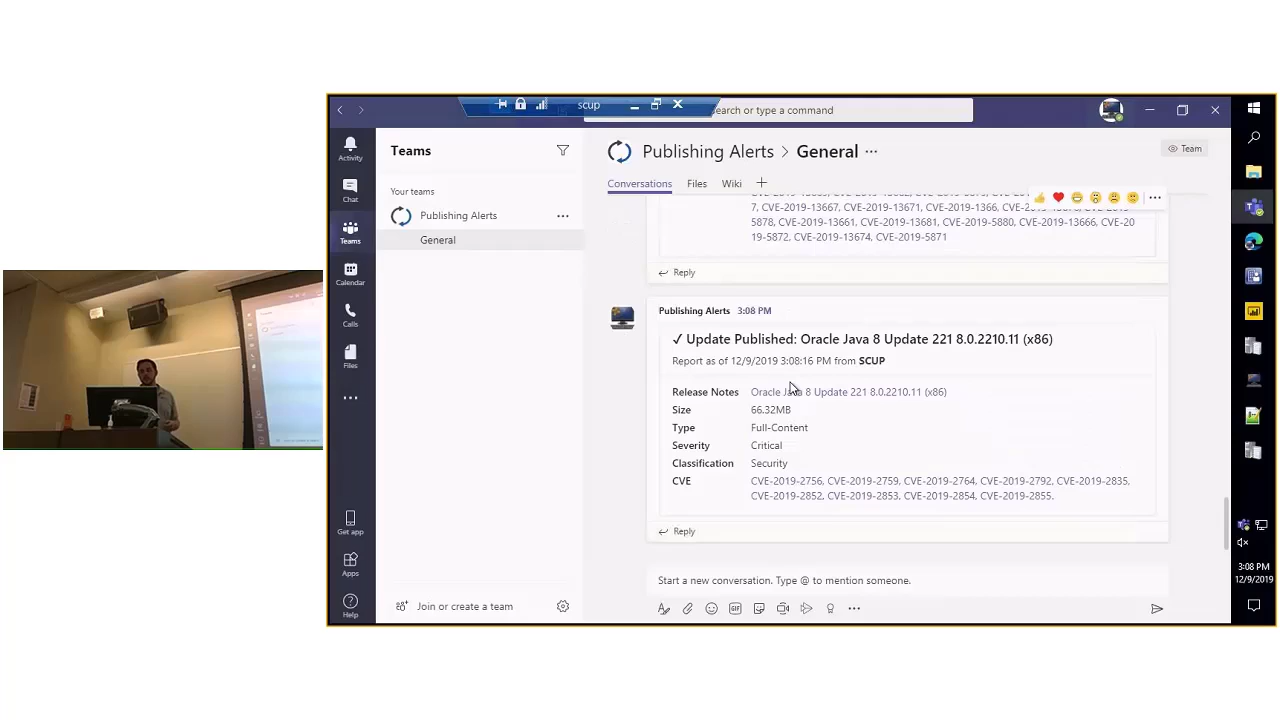 scup
earch or type a command
Activity
Chat
Teams
Calendar
Calls
Files
Get app
Apps
Help
Teams
Your teams
Publishing Alerts
General
Join or create a team
Publishing Alerts > General
Team
Conversations Files Wiki
7, CVE-2019-13667, CVE-2019-13671, CVE-2019-1366,
5878, CVE-2019-13661, CVE-2019-13681, CVE-2019-5880, CVE-2019-13666, CVE-20
19-5872, CVE-2019-13674, CVE-2019-5871
Reply
Publishing Alerts 3:08 PM
✓ Update Published: Oracle Java 8 Update 221 8.0.2210.11 (x86)
Report as of 12/9/2019 3:08:16 PM from SCUP
Release Notes Oracle Java 8 Update 221 8.0.2210.11 (x86)
Size 66.32MB
Type Full-Content
Severity Critical
Classification Security
CVE CVE-2019-2756, CVE-2019-2759, CVE-2019-2764, CVE-2019-2792, CVE-2019-2835,
CVE-2019-2852, CVE-2019-2853, CVE-2019-2854, CVE-2019-2855.
Reply
Start a new conversation. Type @ to mention someone.
GIF
3:08 PM
12/9/2019